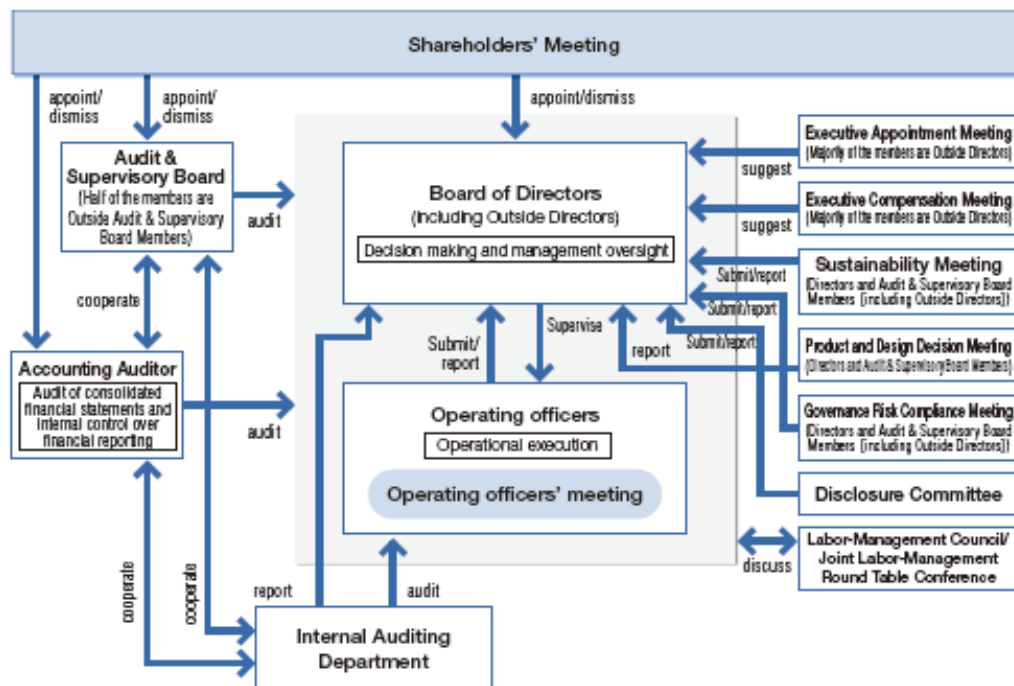 Shareholders' Meeting
appoint/
dismiss
appoint/
dismiss
appoint/dismiss
Audit &
Supervisory Board
(Half of the members are
Outside Audit & Supervisory
Board Members)
audit
cooperate
Accounting Auditor
Audit of consolidated
financial statements and
internal control over
financial reporting
audit
cooperate
cooperate
Board of Directors
(including Outside Directors)
Decision making and management oversight
Submit/
report
Supervise
report
Operating officers
Operational execution
Operating officers' meeting
report
audit
Internal Auditing
Department
Executive Appointment Meeting
(Majority of the members are Outside Directors)
suggest
Executive Compensation Meeting
(Majority of the members are Outside Directors)
suggest
Sustainability Meeting
(Directors and Audit & Supervisory Board
Members [including Outside Directors])
Submit/report
Submit/report
Submit/report
Product and Design Decision Meeting
(Directors and Audit & Supervisory Board Members)
Governance Risk Compliance Meeting
(Directors and Audit & Supervisory Board
Members [including Outside Directors])
Disclosure Committee
discuss
Labor-Management Council/
Joint Labor-Management
Round Table Conference